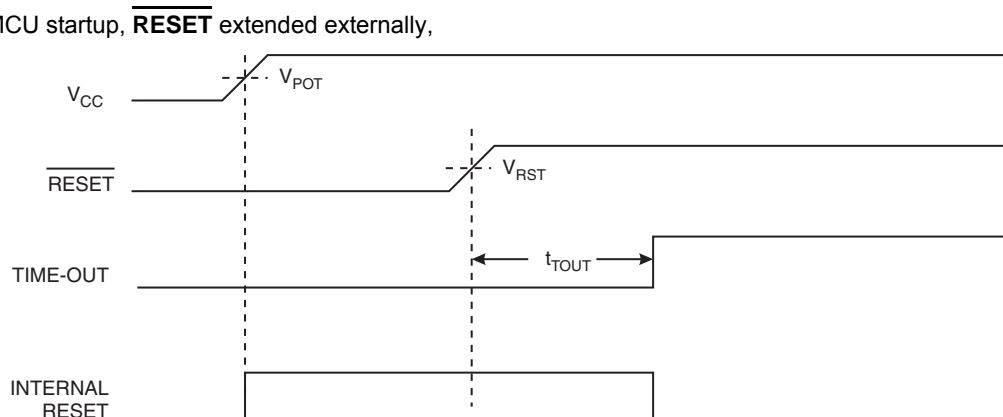 MCU startup, RESET extended externally,
VPOT
VCC
VRST
RESET
tTOUT
TIME-OUT
INTERNAL
RESET